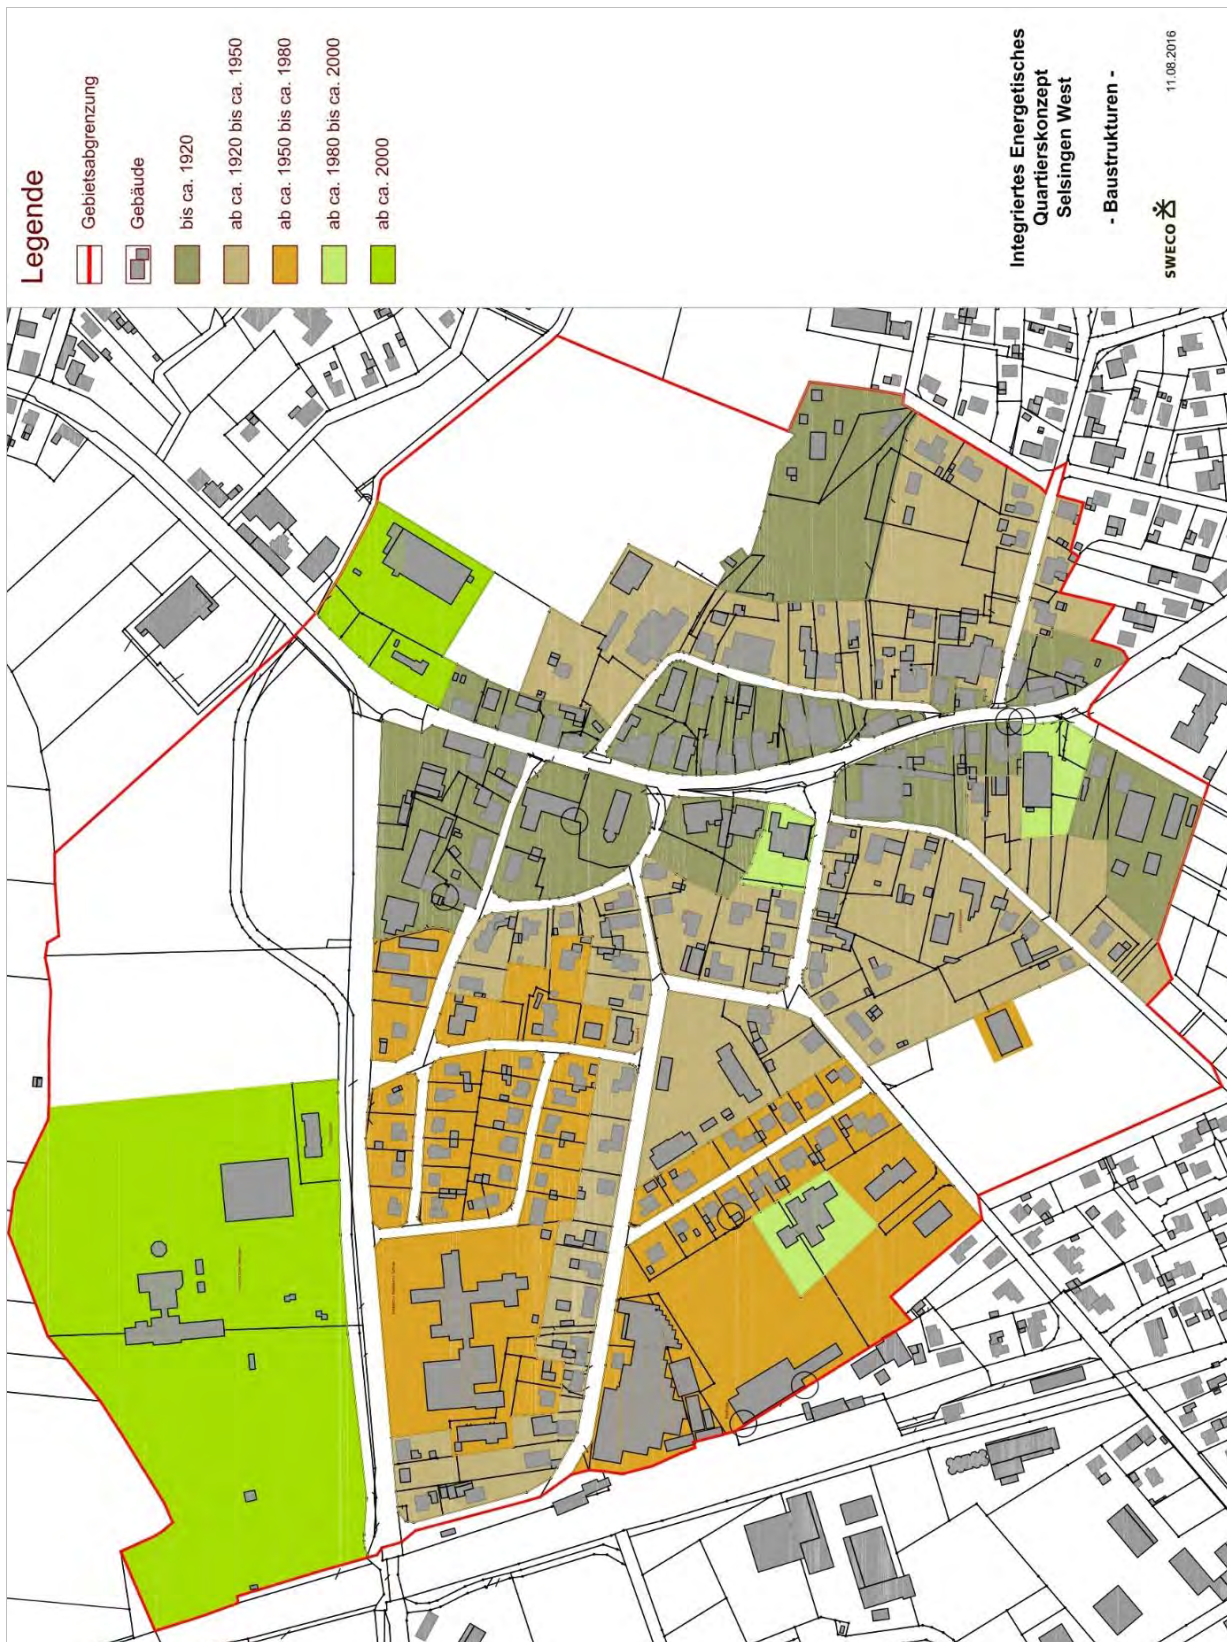 Legende
Gebietsabgrenzung
Gebäude
bis ca. 1920
ab ca. 1920 bis ca. 1950
ab ca. 1950 bis ca. 1980
ab ca. 1980 bis ca. 2000
ab ca. 2000
Integriertes Energetisches
Quartierskonzept
Selsingen West
- Baustrukturen -
SWECO
11.08.2016